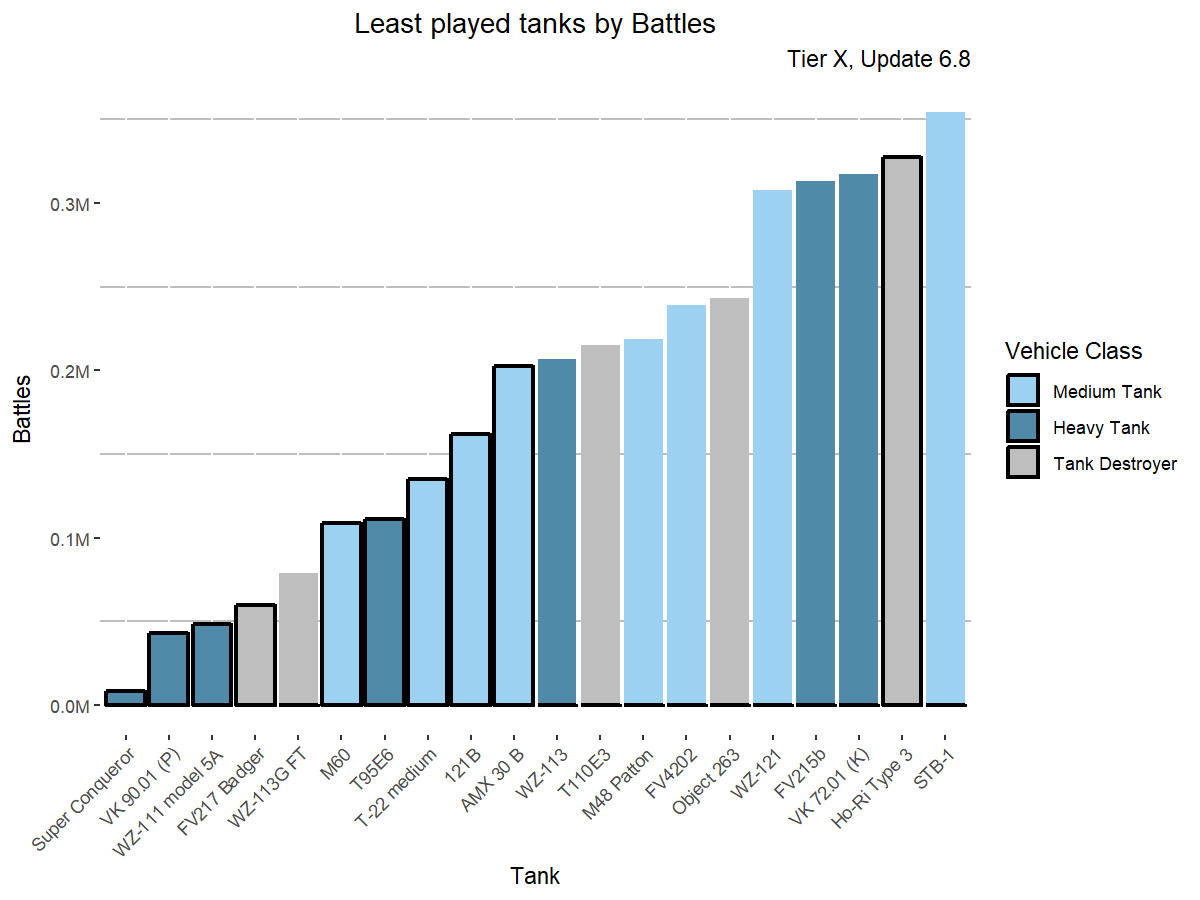 Least played tanks by Battles
Tier X, Update 6.8
Battles
0.3M
0.2M
0.1M
0.0M
Super Conqueror
VK 90.01 (P)
WZ-111 model 5A
FV217 Badger
WZ-113G FT
M60
T95E6
T-22 medium
121B
AMX 30 B
WZ-113
T110E3
M48 Patton
FV4202
Object 263
WZ-121
FV215b
VK 72.01 (K)
Ho-Ri Type 3
STB-1
Tank
Vehicle Class
Medium Tank
Heavy Tank
Tank Destroyer